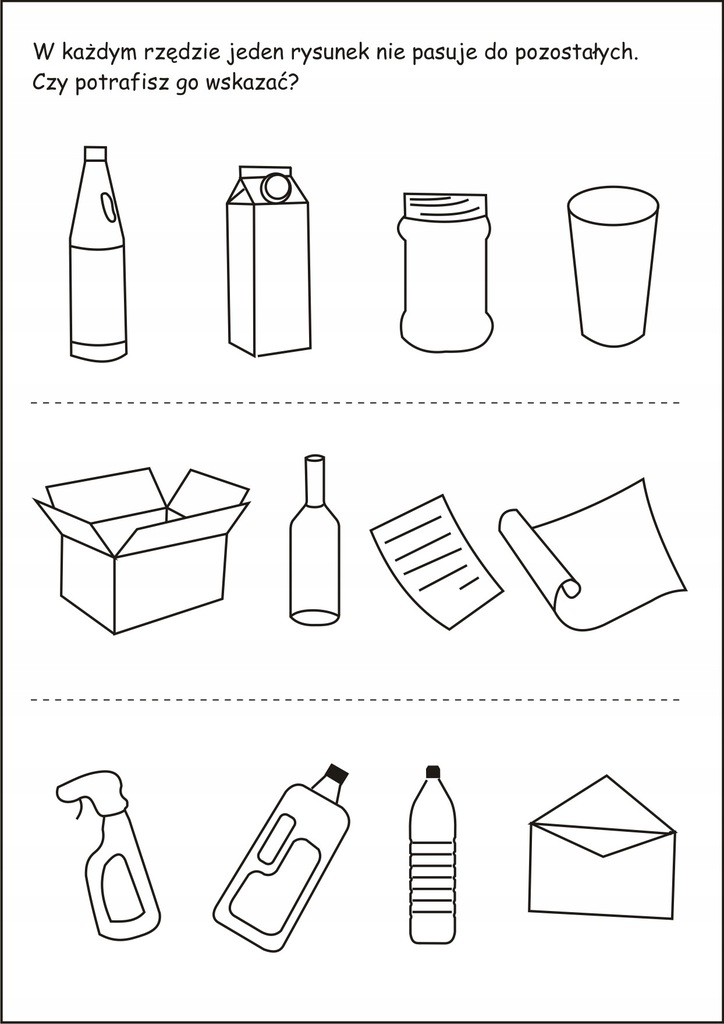 W każdym rzędzie jeden rysunek nie pasuje do pozostałych.
Czy potrafisz go wskazać?